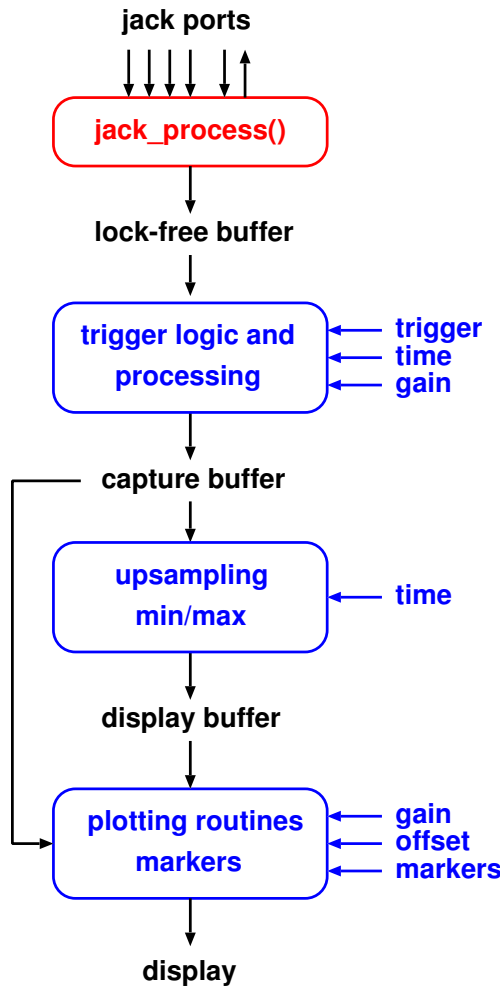 jack ports
jack_process()
lock-free buffer
trigger logic and
processing
trigger
time
gain
capture buffer
upsampling
min/max
time
display buffer
plotting routines
markers
gain
offset
markers
display